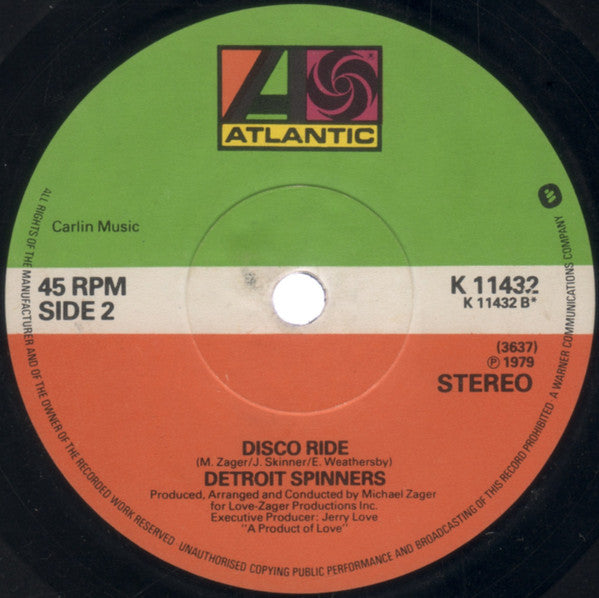 ATLANTIC
Carlin Music
45 RPM
SIDE 2
K 11432
K 11432 B*
(3637)
℗ 1979
STEREO
DISCO RIDE
(M. Zager/J. Skinner/E. Weathersby)
DETROIT SPINNERS
Produced, Arranged and Conducted by Michael Zager
for Love-Zager Productions Inc.
Executive Producer: Jerry Love
"A Product of Love"
ALL RIGHTS OF THE MANUFACTURER AND OF THE OWNER OF THE RECORDED WORK RESERVED. UNAUTHORISED COPYING PUBLIC PERFORMANCE AND BROADCASTING OF THIS RECORD PROHIBITED · A WARNER COMMUNICATIONS COMPANY